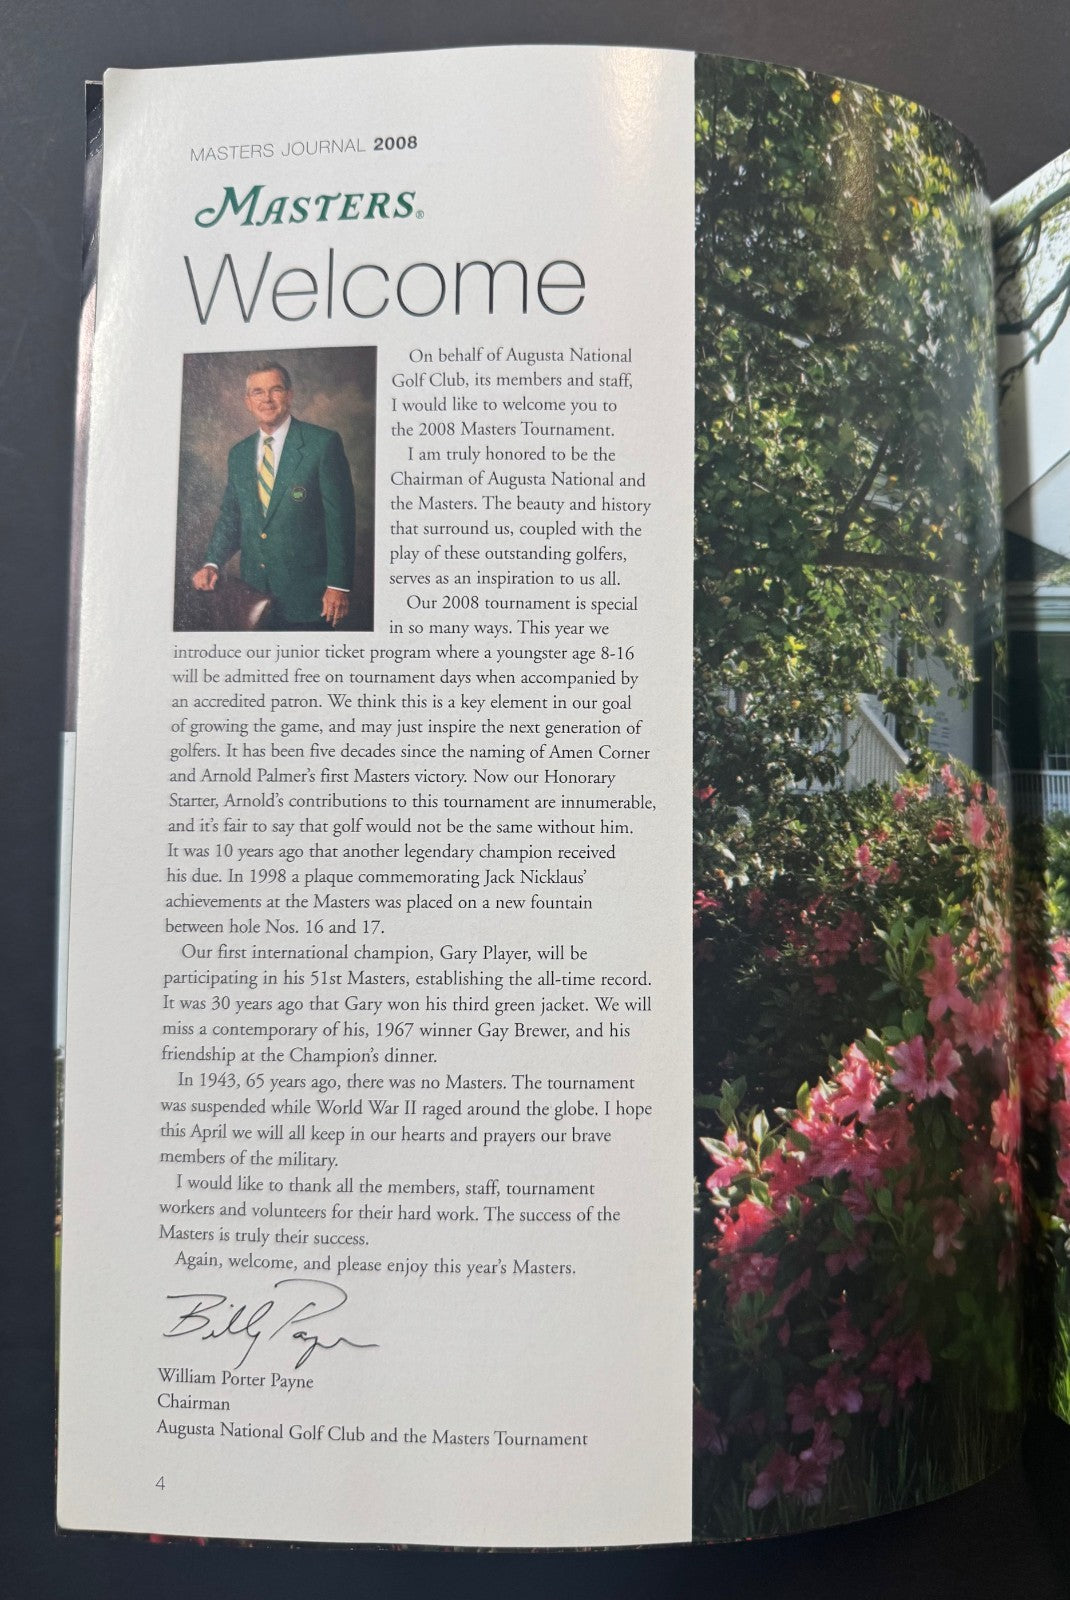 MASTERS JOURNAL 2008
MASTERS®
Welcome
On behalf of Augusta National
Golf Club, its members and staff,
I would like to welcome you to
the 2008 Masters Tournament.
I am truly honored to be the
Chairman of Augusta National and
the Masters. The beauty and history
that surround us, coupled with the
play of these outstanding golfers,
serves as an inspiration to us all.
Our 2008 tournament is special
in so many ways. This year we
introduce our junior ticket program where a youngster age 8-16
will be admitted free on tournament days when accompanied by
an accredited patron. We think this is a key element in our goal
of growing the game, and may just inspire the next generation of
golfers. It has been five decades since the naming of Amen Corner
and Arnold Palmer's first Masters victory. Now our Honorary
Starter, Arnold's contributions to this tournament are innumerable,
and it's fair to say that golf would not be the same without him.
It was 10 years ago that another legendary champion received
his due. In 1998 a plaque commemorating Jack Nicklaus'
achievements at the Masters was placed on a new fountain
between hole Nos. 16 and 17.
Our first international champion, Gary Player, will be
participating in his 51st Masters, establishing the all-time record.
It was 30 years ago that Gary won his third green jacket. We will
miss a contemporary of his, 1967 winner Gay Brewer, and his
friendship at the Champion's dinner.
In 1943, 65 years ago, there was no Masters. The tournament
was suspended while World War II raged around the globe. I hope
this April we will all keep in our hearts and prayers our brave
members of the military.
I would like to thank all the members, staff, tournament
workers and volunteers for their hard work. The success of the
Masters is truly their success.
Again, welcome, and please enjoy this year's Masters.
Billy Payne
William Porter Payne
Chairman
Augusta National Golf Club and the Masters Tournament
4